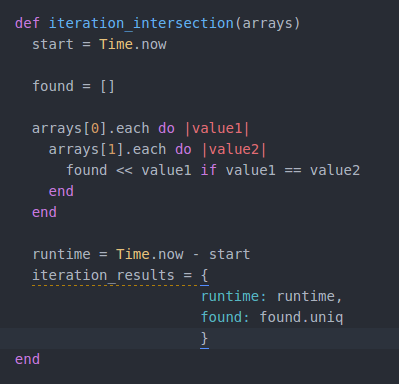 def iteration_intersection(arrays)
  start = Time.now

  found = []

  arrays[0].each do |value1|
    arrays[1].each do |value2|
      found << value1 if value1 == value2
    end
  end

  runtime = Time.now - start
  iteration_results = {
                      runtime: runtime,
                      found: found.uniq
                      }
end